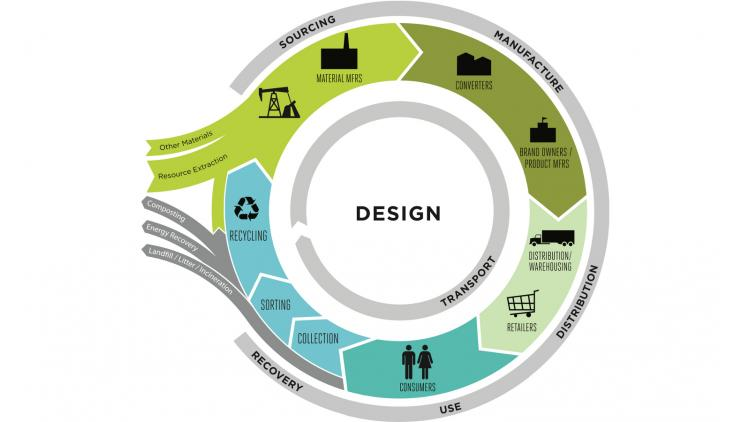 SOURCING
MANUFACTURE
MATERIAL MFRS
CONVERTERS
Other Materials
Resource Extraction
BRAND OWNERS /
PRODUCT MFRS
Composting
Energy Recovery
Landfill / Litter / Incineration
RECYCLING
DESIGN
DISTRIBUTION/
WAREHOUSING
TRANSPORT
DISTRIBUTION
SORTING
COLLECTION
RETAILERS
CONSUMERS
RECOVERY
USE